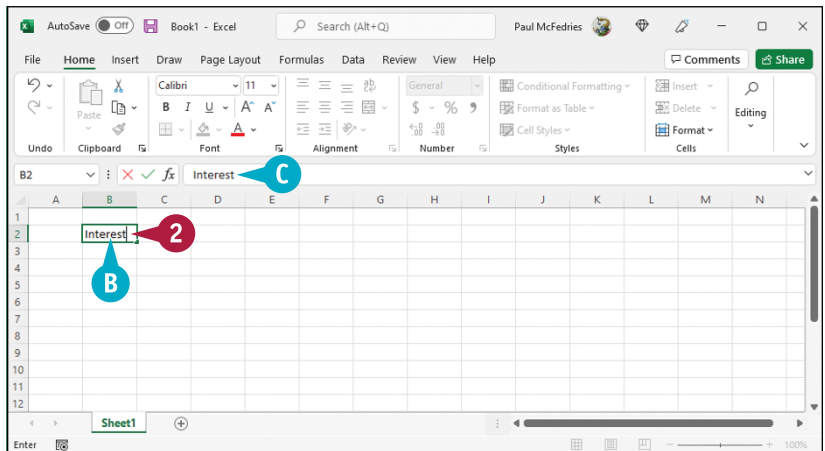 AutoSave Off Book1 - Excel Search (Alt+Q) Paul McFedries
File Home Insert Draw Page Layout Formulas Data Review View Help Comments Share
Calibri 11 ab General Conditional Formatting Insert
Paste B I U A^ A˅ $ % 9 Format as Table Delete Editing
A .00 Cell Styles Format
Undo Clipboard Font Alignment Number Styles Cells
B2 fx Interest C
A B C D E F G H I J K L M N
1
2 Interest 2
3
4
5 B
6
7
8
9
10
11
12
Sheet1
Enter 100%